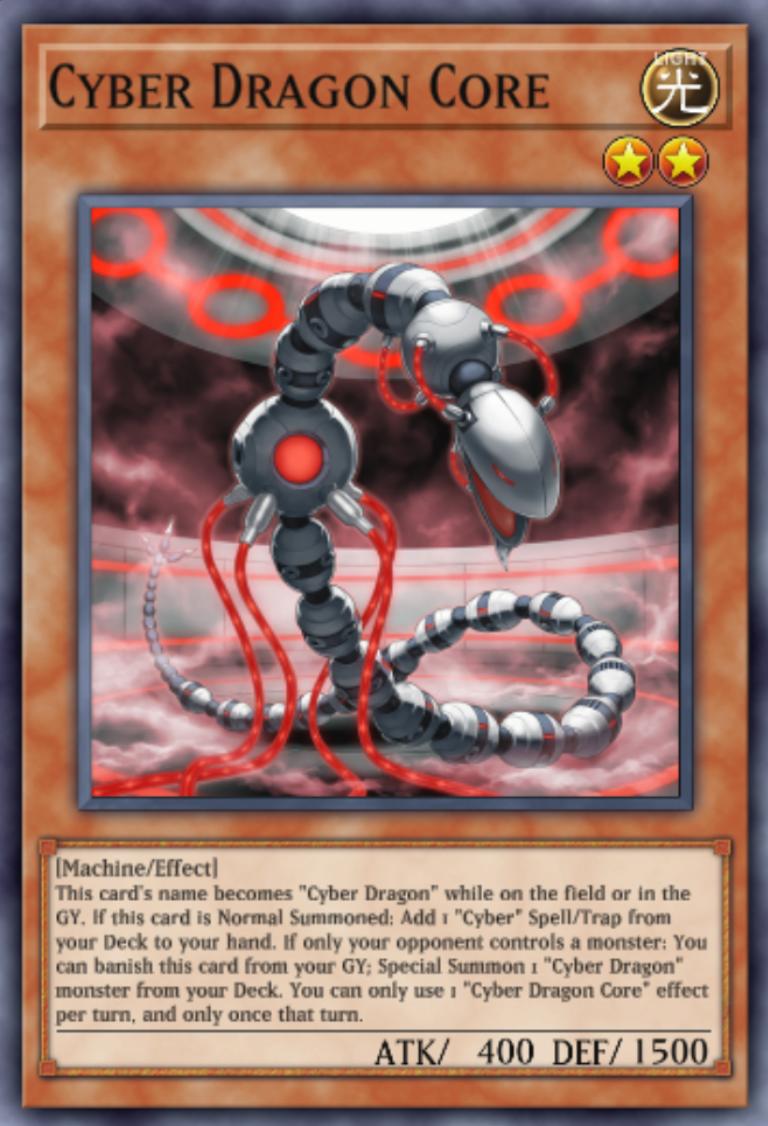 CYBER DRAGON CORE
LIGHT
光
[Machine/Effect]
This card's name becomes "Cyber Dragon" while on the field or in the
GY. If this card is Normal Summoned: Add 1 "Cyber" Spell/Trap from
your Deck to your hand. If only your opponent controls a monster: You
can banish this card from your GY; Special Summon 1 "Cyber Dragon"
monster from your Deck. You can only use 1 "Cyber Dragon Core" effect
per turn, and only once that turn.
ATK/ 400 DEF/ 1500